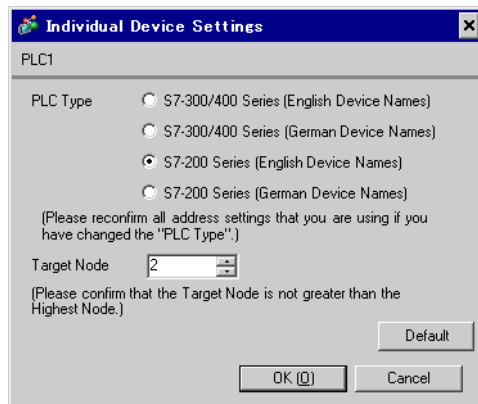 Individual Device Settings
PLC1
PLC Type
S7-300/400 Series (English Device Names)
S7-300/400 Series (German Device Names)
S7-200 Series (English Device Names)
S7-200 Series (German Device Names)
(Please reconfirm all address settings that you are using if you
have changed the "PLC Type".)
Target Node 2
(Please confirm that the Target Node is not greater than the
Highest Node.)
Default
OK (O) Cancel